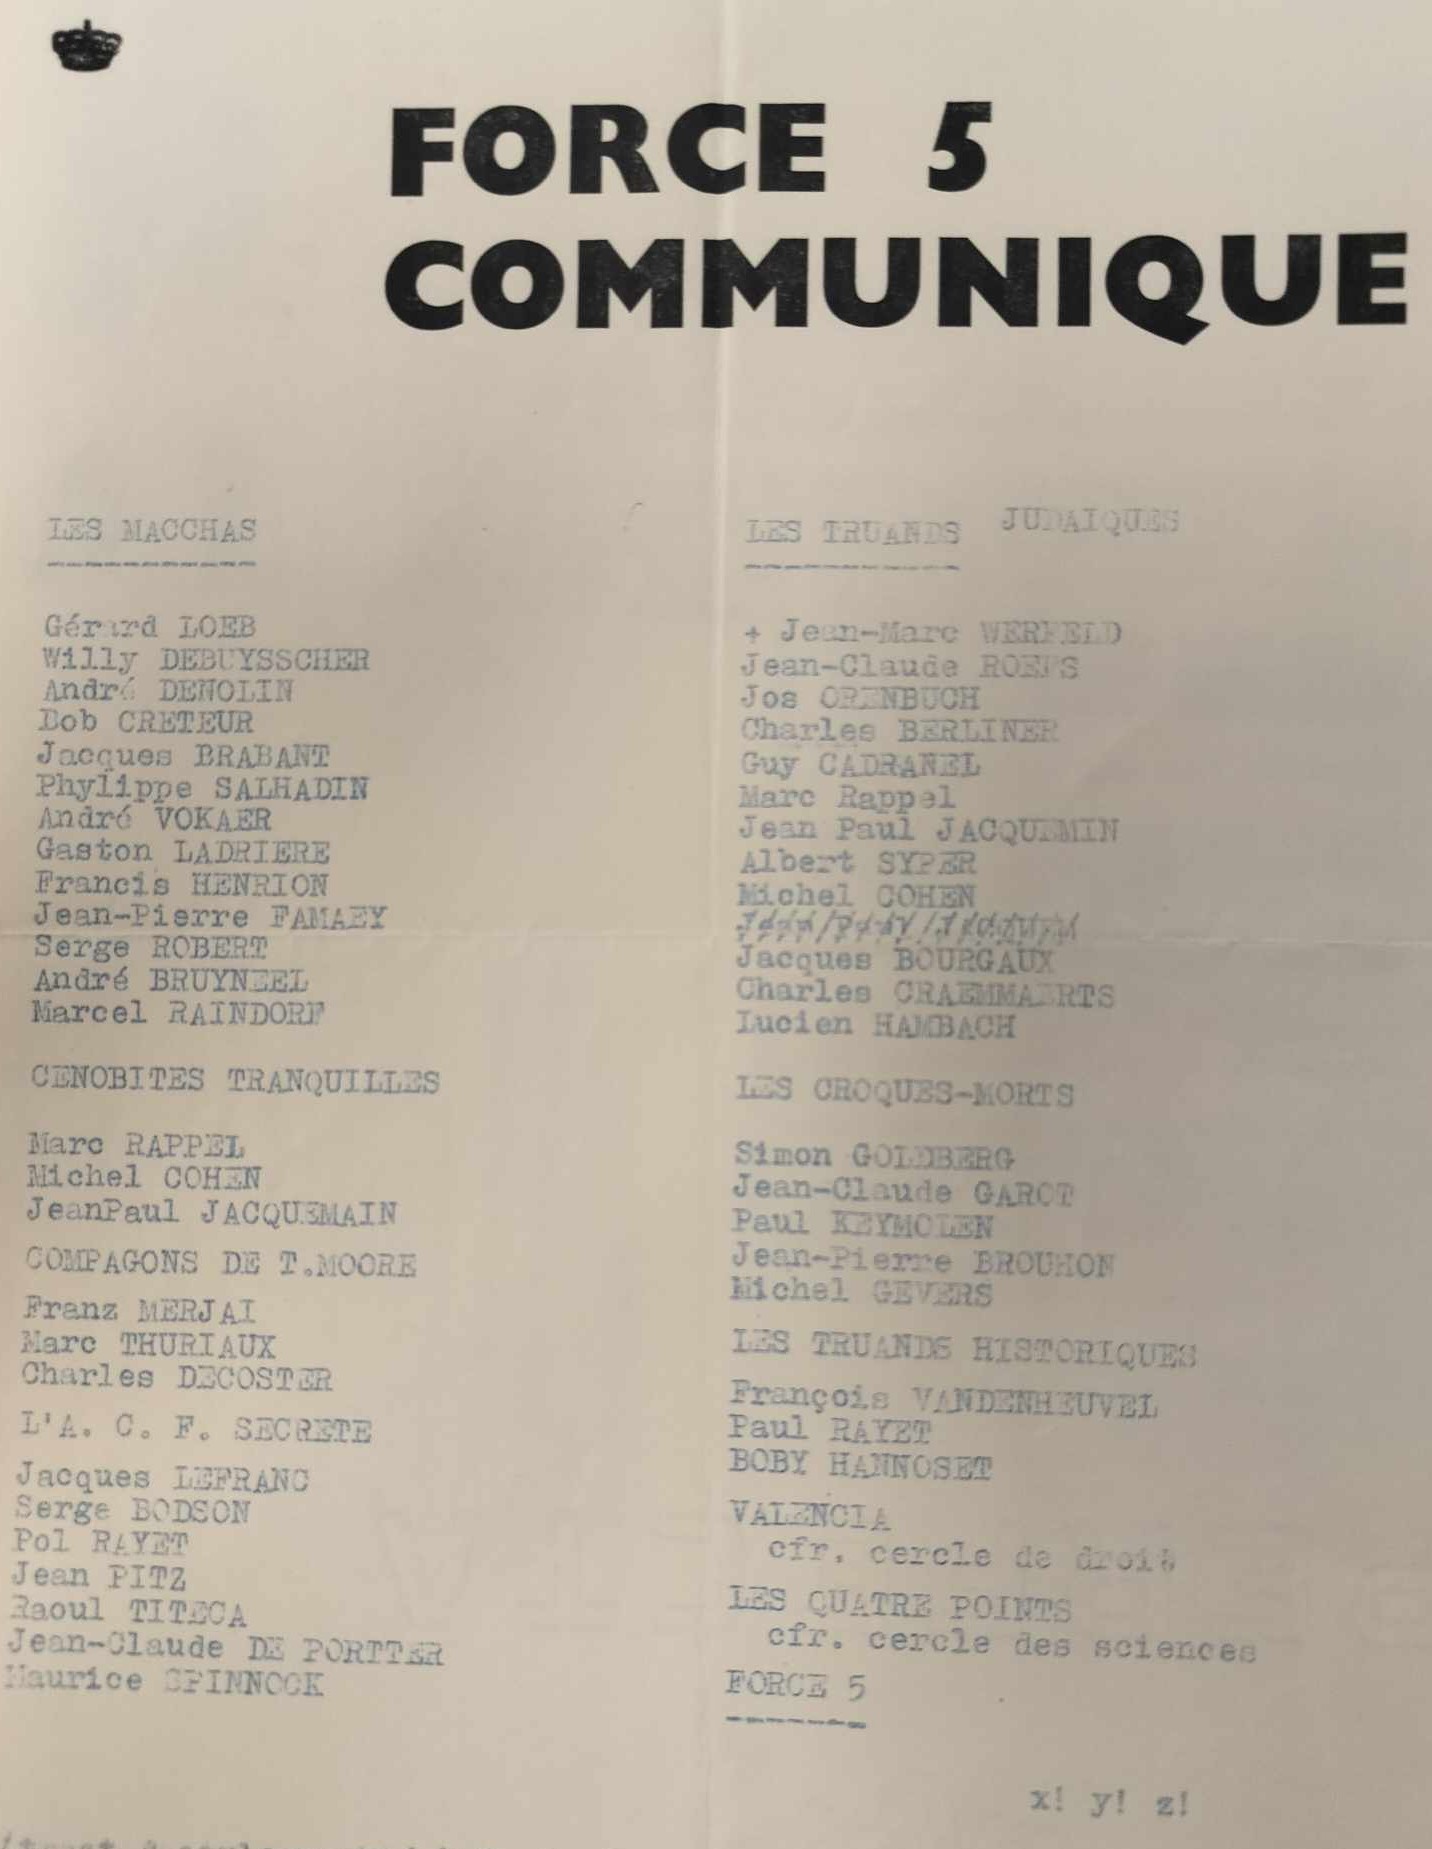 FORCE 5
COMMUNIQUE
LES MACCHAS
Gérard LOEB
Willy DEBUYSSCHER
André DENOLIN
Bob CRETEUR
Jacques BRABANT
Phylippe SALHADIN
André VOKAER
Gaston LADRIERE
Francis HENRION
Jean-Pierre FAMAEY
Serge ROBERT
André BRUYNEEL
Marcel RAINDORF
CENOBITES TRANQUILLES
Marc RAPPEL
Michel COHEN
JeanPaul JACQUEMAIN
COMPAGONS DE T.MOORE
Franz MERJAI
Marc THURIAUX
Charles DECOSTER
L'A. C. F. SECRETE
Jacques LEFRANC
Serge BODSON
Pol RAYET
Jean PITZ
Raoul TITECA
Jean-Claude DE PORTTER
Maurice SPINNOCK
LES TRUANDS JUDAIQUES
+ Jean-Marc WERFELD
Jean-Claude ROEFS
Jos ORENBUCH
Charles BERLINER
Guy CADRANEL
Marc Rappel
Jean Paul JACQUEMIN
Albert SYPER
Michel COHEN
Jacques BOURGAUX
Charles CRAEMMAERTS
Lucien HAMBACH
LES CROQUES-MORTS
Simon GOLDBERG
Jean-Claude GAROT
Paul KEYMOLEN
Jean-Pierre BROUHON
Michel GEVERS
LES TRUANDS HISTORIQUES
François VANDENHEUVEL
Paul RAYET
BOBY HANNOSET
VALENCIA
cfr. cercle de droit
LES QUATRE POINTS
cfr. cercle des sciences
FORCE 5
x! y! z!